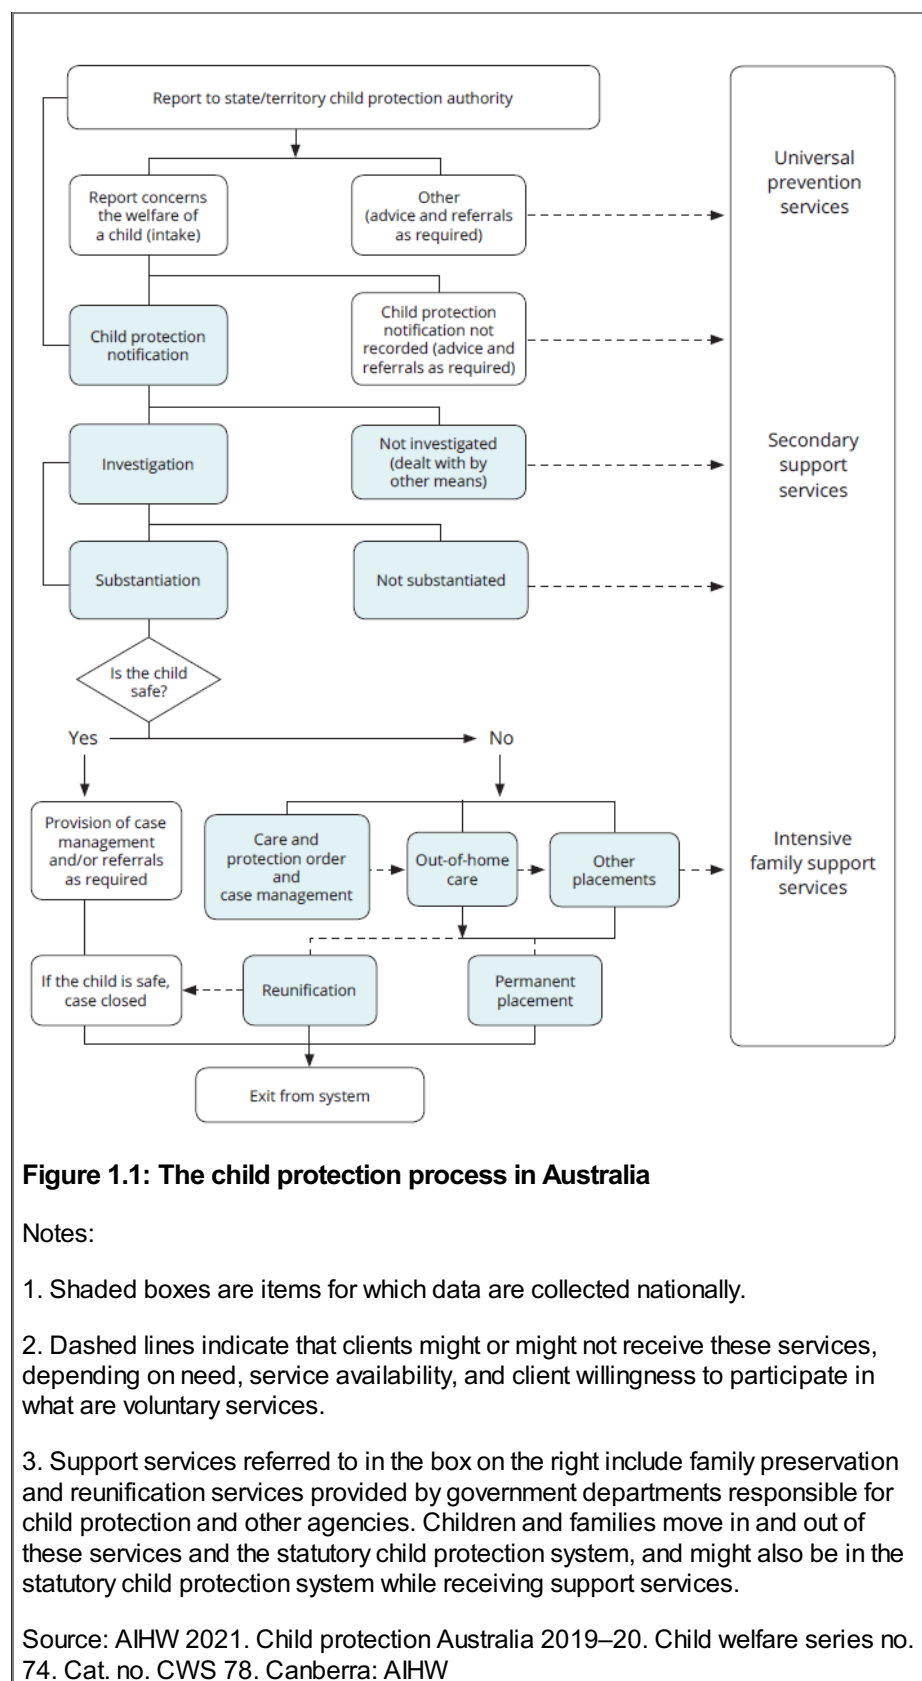 Report to state/territory child protection authority
Report concerns
the welfare of
a child (intake)
Other
(advice and referrals
as required)
Universal
prevention
services
Child protection
notification
Child protection
notification not
recorded (advice and
referrals as required)
Investigation
Not investigated
(dealt with by
other means)
Secondary
support
services
Substantiation
Not substantiated
Is the child
safe?
Yes
No
Provision of case
management
and/or referrals
as required
Care and
protection order
and
case management
Out-of-home
care
Other
placements
Intensive
family support
services
If the child is safe,
case closed
Reunification
Permanent
placement
Exit from system
Figure 1.1: The child protection process in Australia
Notes:
1. Shaded boxes are items for which data are collected nationally.
2. Dashed lines indicate that clients might or might not receive these services,
depending on need, service availability, and client willingness to participate in
what are voluntary services.
3. Support services referred to in the box on the right include family preservation
and reunification services provided by government departments responsible for
child protection and other agencies. Children and families move in and out of
these services and the statutory child protection system, and might also be in the
statutory child protection system while receiving support services.
Source: AIHW 2021. Child protection Australia 2019–20. Child welfare series no.
74. Cat. no. CWS 78. Canberra: AIHW